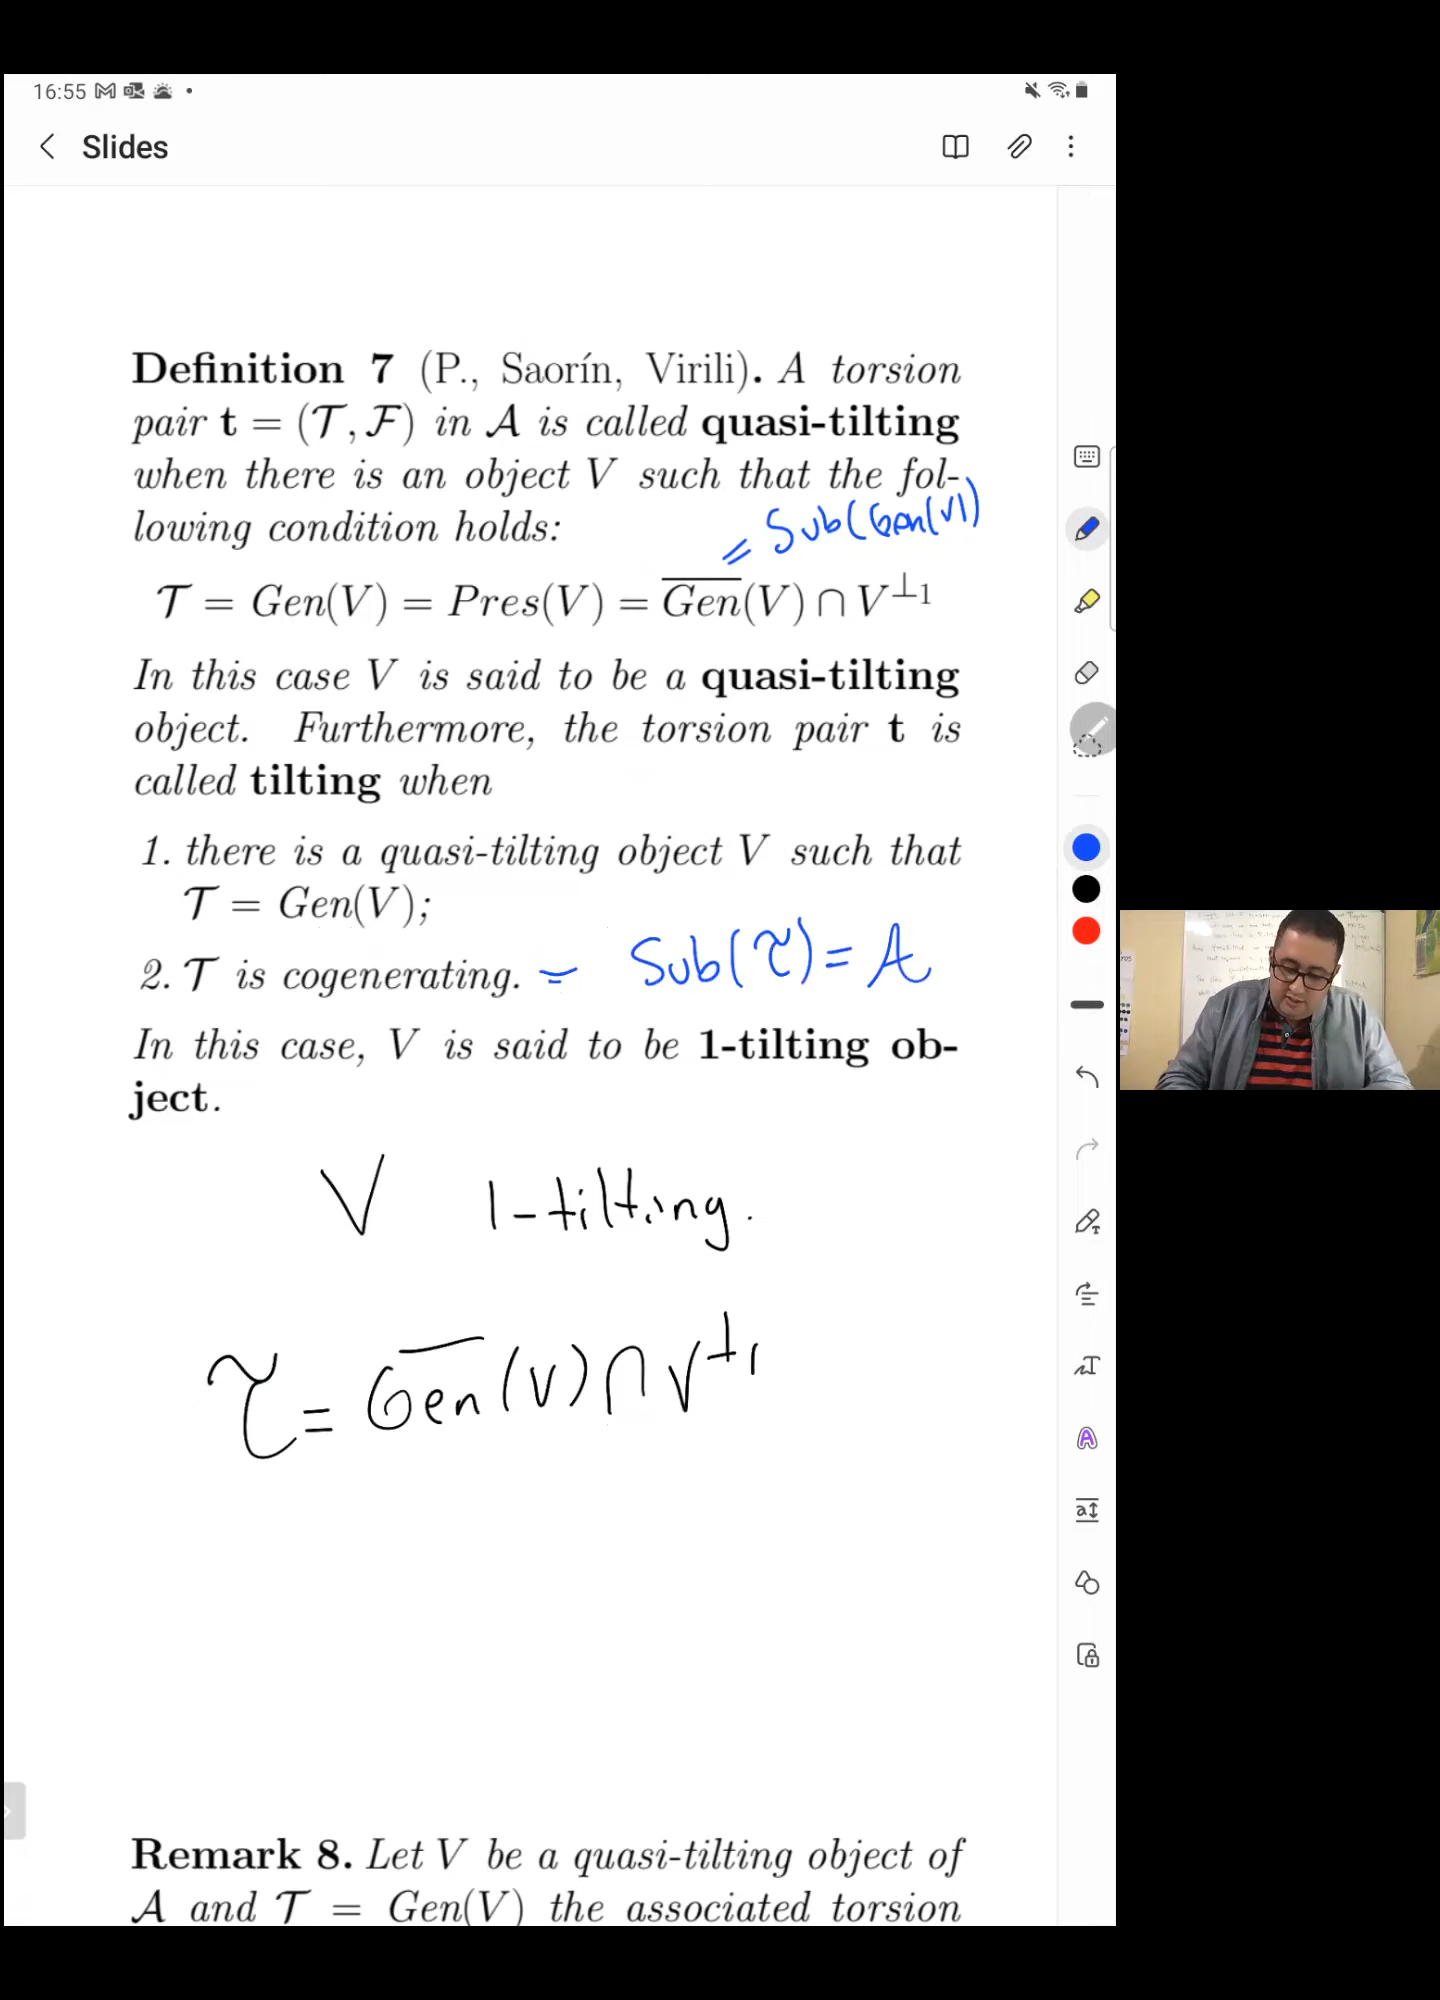 16:55
Slides
Definition 7 (P., Saorín, Virili). A torsion
pair t = (𝒯, ℱ) in 𝒜 is called quasi-tilting
when there is an object V such that the fol-
lowing condition holds:
= Sub(Gen(V))
𝒯 = Gen(V) = Pres(V) = \overline{Gen}(V) ∩ V^{⊥_1}
In this case V is said to be a quasi-tilting
object. Furthermore, the torsion pair t is
called tilting when
1. there is a quasi-tilting object V such that
𝒯 = Gen(V);
2. 𝒯 is cogenerating. = Sub(𝒯) = 𝒜
In this case, V is said to be 1-tilting ob-
ject.
V 1-tilting.
𝒯 = \overline{Gen}(V) ∩ V^{⊥_1}
Remark 8. Let V be a quasi-tilting object of
𝒜 and 𝒯 = Gen(V) the associated torsion